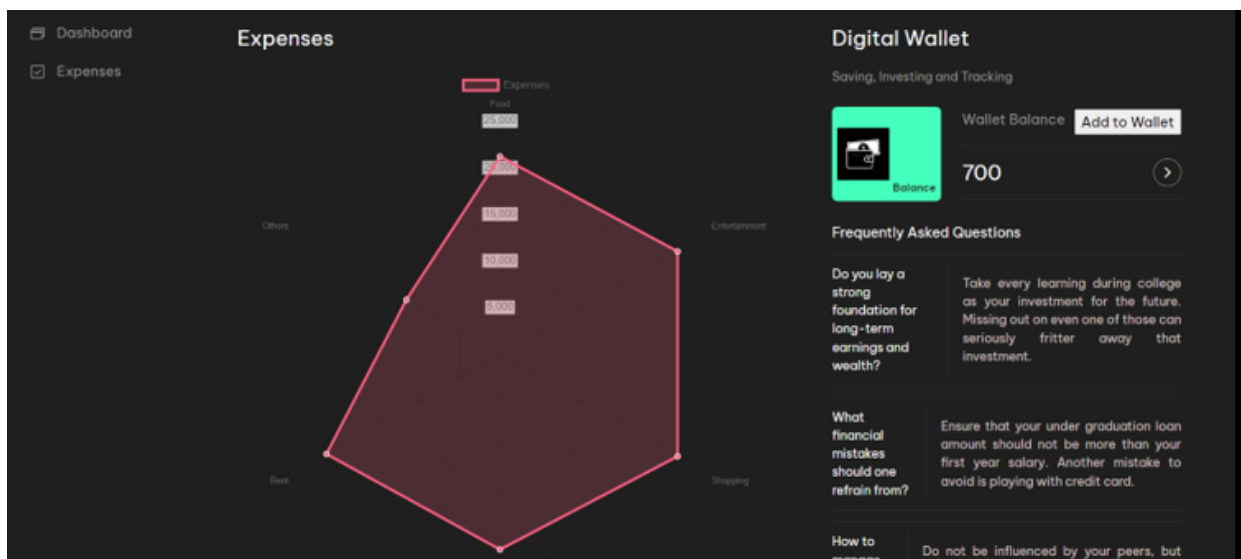 Dashboard
Expenses
Expenses
Expenses
Food
25,000
15,000
10,000
5,000
Others
Entertainment
Rent
Shopping
Digital Wallet
Saving, Investing and Tracking
Balance
Wallet Balance
Add to Wallet
700
Frequently Asked Questions
Do you lay a
strong
foundation for
long-term
earnings and
wealth?
Take every learning during college
as your investment for the future.
Missing out on even one of those can
seriously fritter away that
investment.
What
financial
mistakes
should one
refrain from?
Ensure that your under graduation loan
amount should not be more than your
first year salary. Another mistake to
avoid is playing with credit card.
How to
Do not be influenced by your peers, but